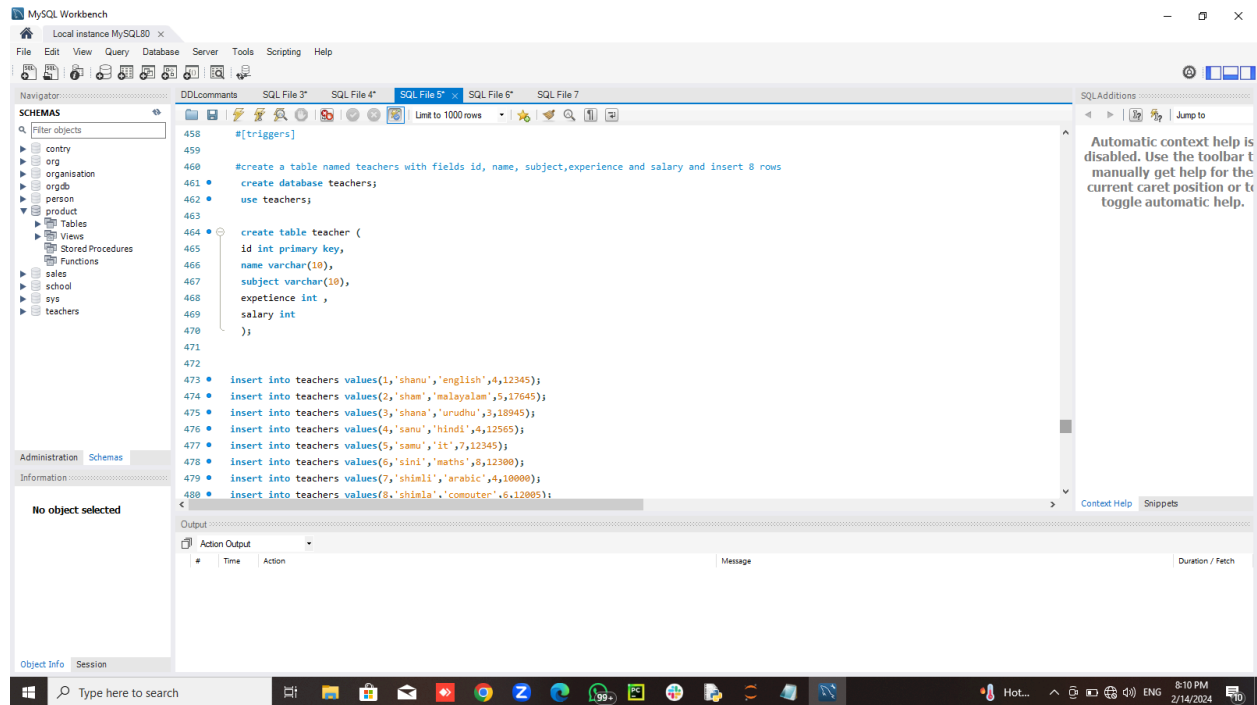 MySQL Workbench
Local instance MySQL80 ×
File Edit View Query Database Server Tools Scripting Help
Navigator
SCHEMAS
Filter objects
contry
org
organisation
orgdb
person
product
Tables
Views
Stored Procedures
Functions
sales
school
sys
teachers
Administration Schemas
Information
No object selected
Object Info Session
DDLcommants SQL File 3* SQL File 4* SQL File 5* × SQL File 6* SQL File 7
Limit to 1000 rows
458 #[triggers]
459
460 #create a table named teachers with fields id, name, subject,experience and salary and insert 8 rows
461 create database teachers;
462 use teachers;
463
464 create table teacher (
465 id int primary key,
466 name varchar(10),
467 subject varchar(10),
468 expetience int ,
469 salary int
470 );
471
472
473 insert into teachers values(1,'shanu','english',4,12345);
474 insert into teachers values(2,'sham','malayalam',5,17645);
475 insert into teachers values(3,'shana','urudhu',3,18945);
476 insert into teachers values(4,'sanu','hindi',4,12565);
477 insert into teachers values(5,'samu','it',7,12345);
478 insert into teachers values(6,'sini','maths',8,12300);
479 insert into teachers values(7,'shimli','arabic',4,10000);
480 insert into teachers values(8,'shimla','computer',6,12005);
Output
Action Output
# Time Action Message Duration / Fetch
SQLAdditions
Jump to
Automatic context help is
disabled. Use the toolbar t
manually get help for the
current caret position or to
toggle automatic help.
Context Help Snippets
Type here to search
99+
Hot...
ENG
8:10 PM
2/14/2024
10